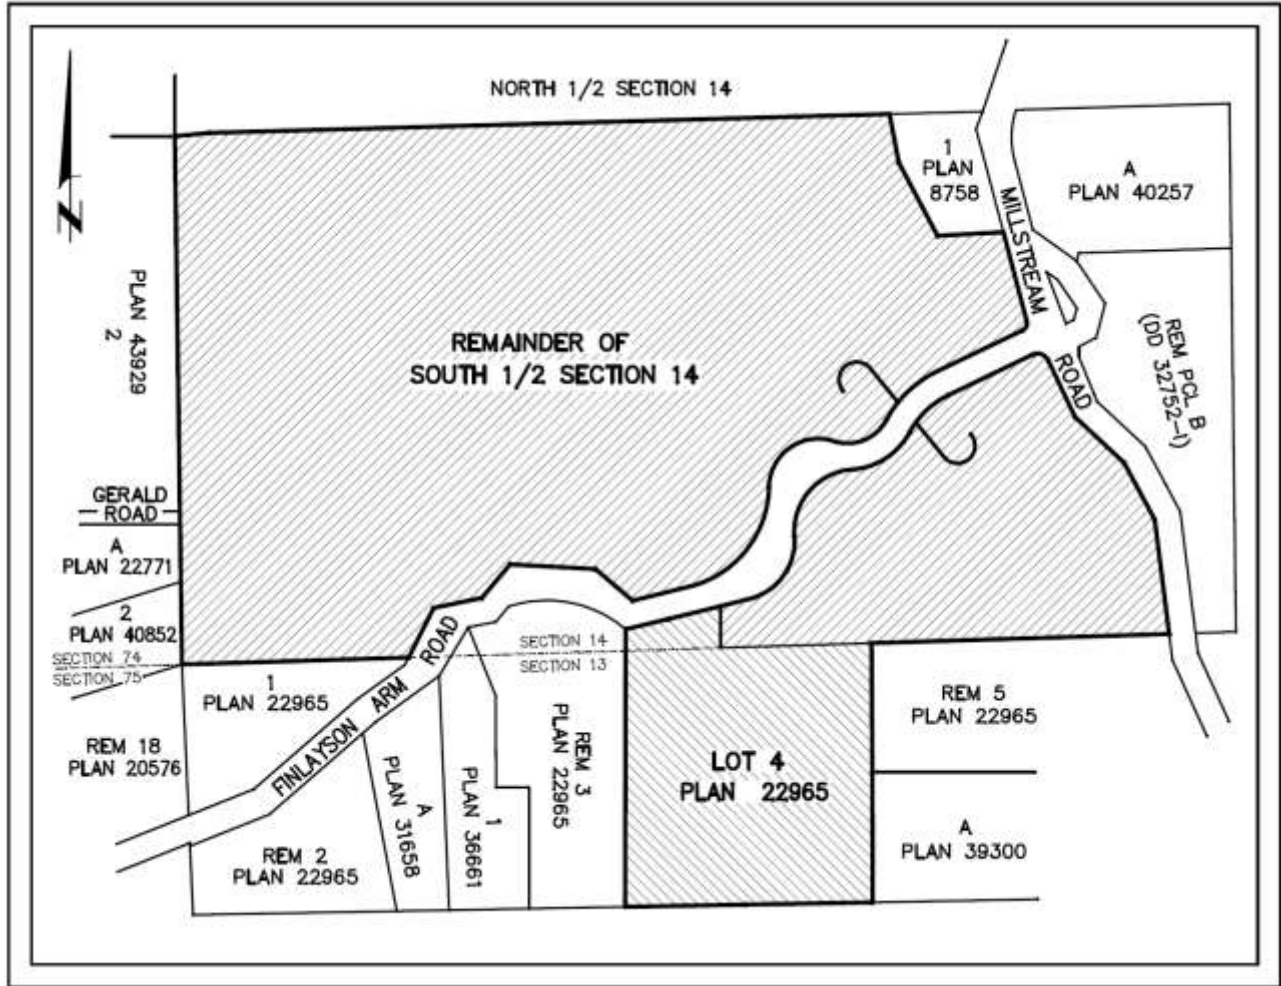 NORTH 1/2 SECTION 14
1
PLAN
8758
A
PLAN 40257
MILLSTREAM
ROAD
REM PCL B
(DD 32752-I)
N
PLAN 43929
2
REMAINDER OF
SOUTH 1/2 SECTION 14
GERALD
ROAD
A
PLAN 22771
2
PLAN 40852
SECTION 74
SECTION 75
SECTION 14
SECTION 13
1
PLAN 22965
FINLAYSON ARM ROAD
REM 18
PLAN 20576
REM 2
PLAN 22965
A
PLAN 31658
1
PLAN 36661
REM 3
PLAN 22965
LOT 4
PLAN 22965
REM 5
PLAN 22965
A
PLAN 39300